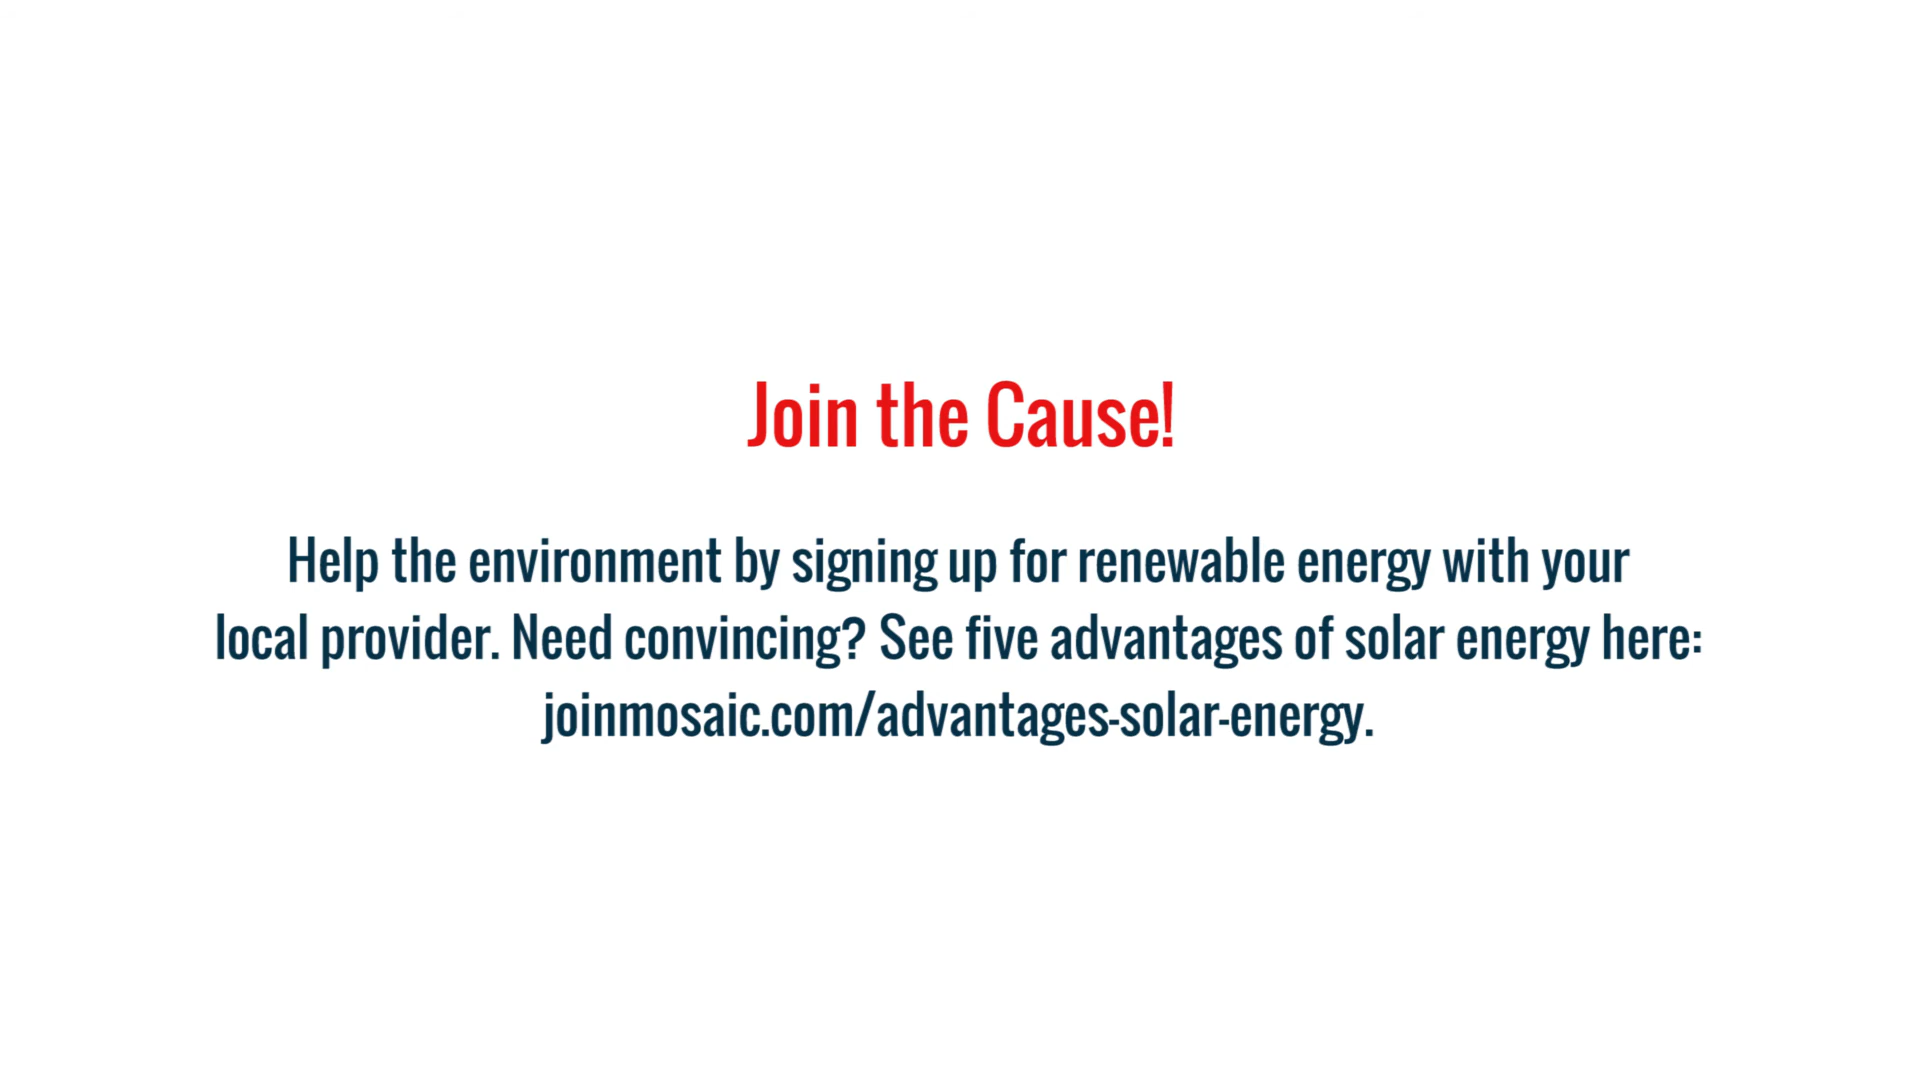 Join the Cause!
Help the environment by signing up for renewable energy with your
local provider. Need convincing? See five advantages of solar energy here:
joinmosaic.com/advantages-solar-energy.